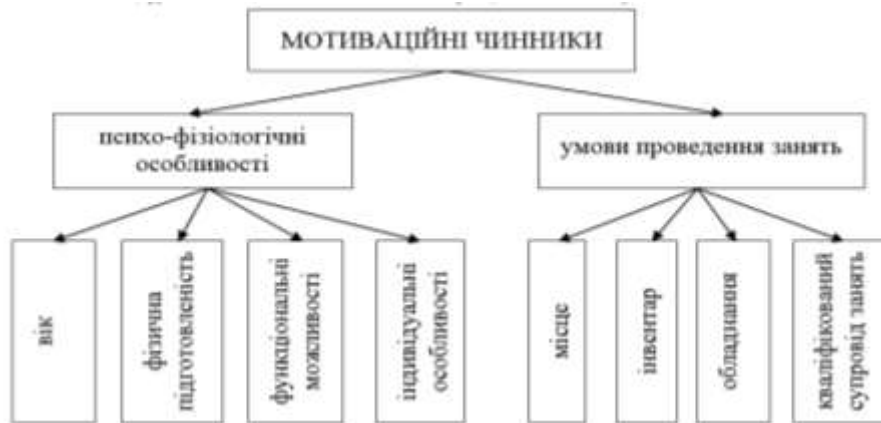 МОТИВАЦІЙНІ ЧИННИКИ
психо-фізіологічні
особливості
умови проведення занять
вік
фізична
підготовленість
функціональні
можливості
індивідуальні
особливості
місце
інвентар
обладнання
кваліфікований
супровід занять